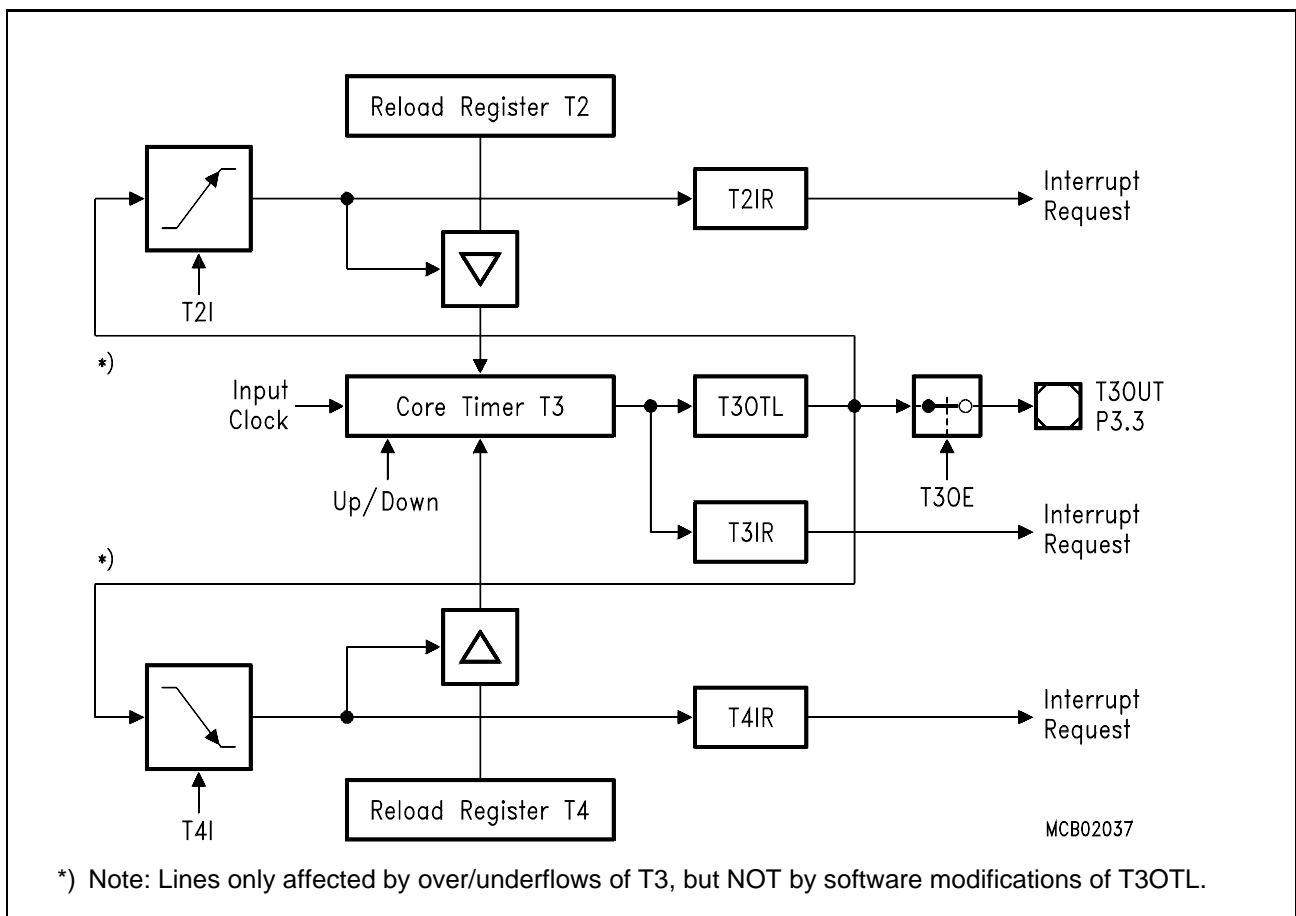 Reload Register T2
T2IR
Interrupt
Request
T2I
*)
Input
Clock
Core Timer T3
T3OTL
T3OUT
P3.3
Up/Down
T3OE
T3IR
Interrupt
Request
*)
T4IR
Interrupt
Request
Reload Register T4
T4I
MCB02037
*) Note: Lines only affected by over/underflows of T3, but NOT by software modifications of T3OTL.